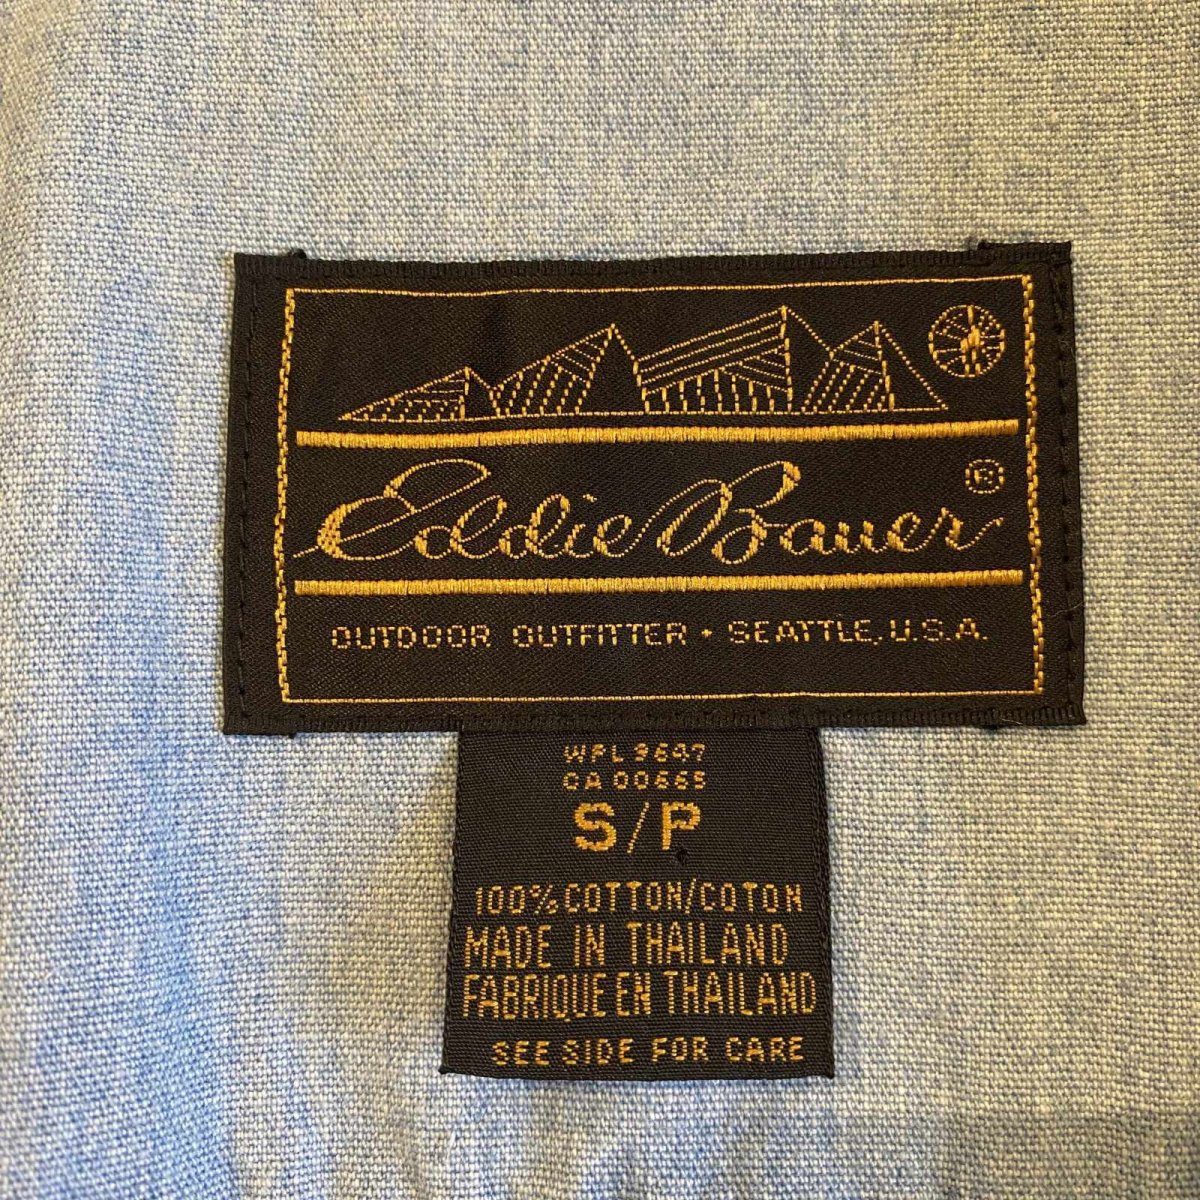 Eddie Bauer ®
OUTDOOR OUTFITTER • SEATTLE, U.S.A.
WPL 9647
CA 00665
S/P
100% COTTON/COTON
MADE IN THAILAND
FABRIQUE EN THAILAND
SEE SIDE FOR CARE